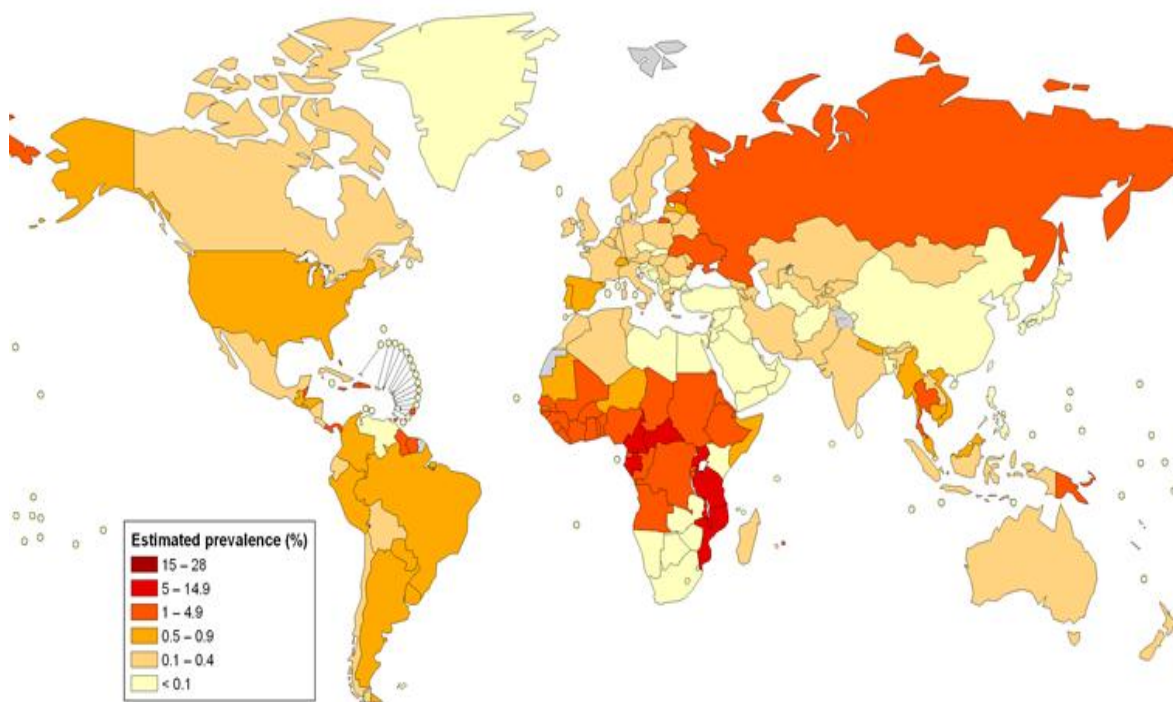 Estimated prevalence (%)
15 – 28
5 – 14.9
1 – 4.9
0.5 – 0.9
0.1 – 0.4
< 0.1